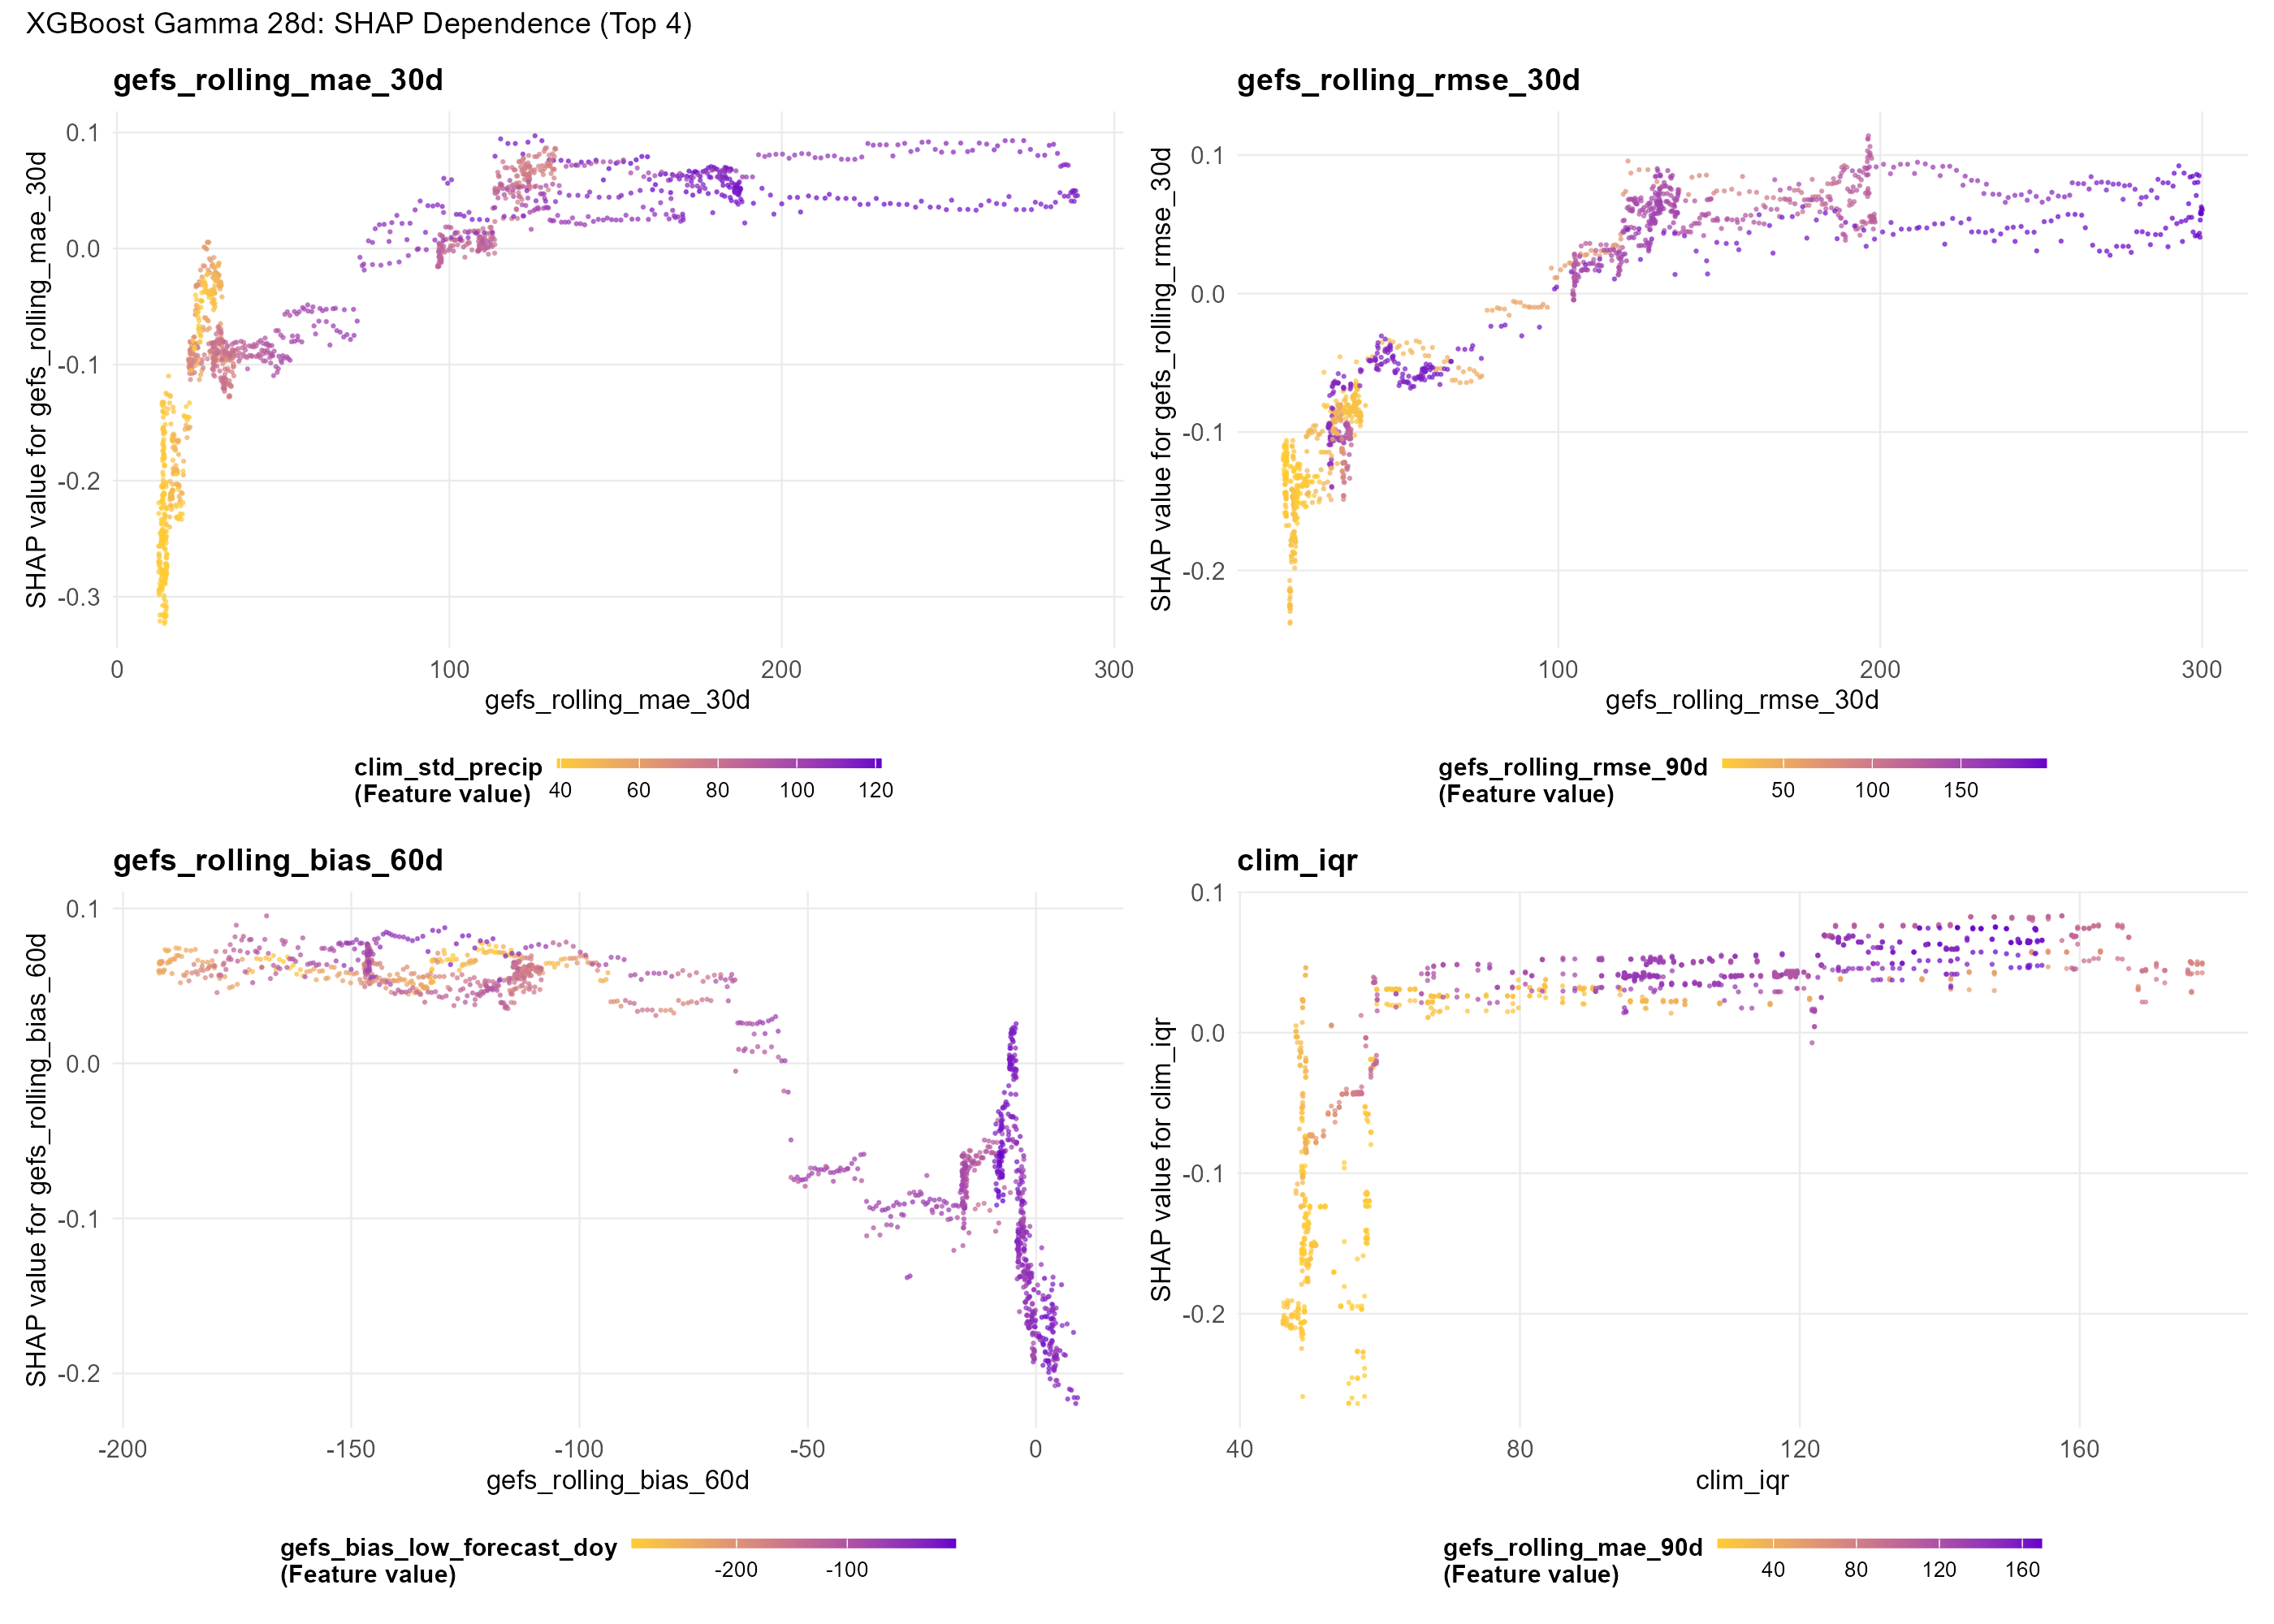 XGBoost Gamma 28d: SHAP Dependence (Top 4)
gefs_rolling_mae_30d
SHAP value for gefs_rolling_mae_30d
0.1
0.0
-0.1
-0.2
-0.3
0
100
200
300
gefs_rolling_mae_30d
clim_std_precip
(Feature value)
40
60
80
100
120
gefs_rolling_rmse_30d
SHAP value for gefs_rolling_rmse_30d
0.1
0.0
-0.1
-0.2
100
200
300
gefs_rolling_rmse_30d
gefs_rolling_rmse_90d
(Feature value)
50
100
150
gefs_rolling_bias_60d
SHAP value for gefs_rolling_bias_60d
0.1
0.0
-0.1
-0.2
-200
-150
-100
-50
0
gefs_rolling_bias_60d
gefs_bias_low_forecast_doy
(Feature value)
-200
-100
clim_iqr
SHAP value for clim_iqr
0.1
0.0
-0.1
-0.2
40
80
120
160
clim_iqr
gefs_rolling_mae_90d
(Feature value)
40
80
120
160